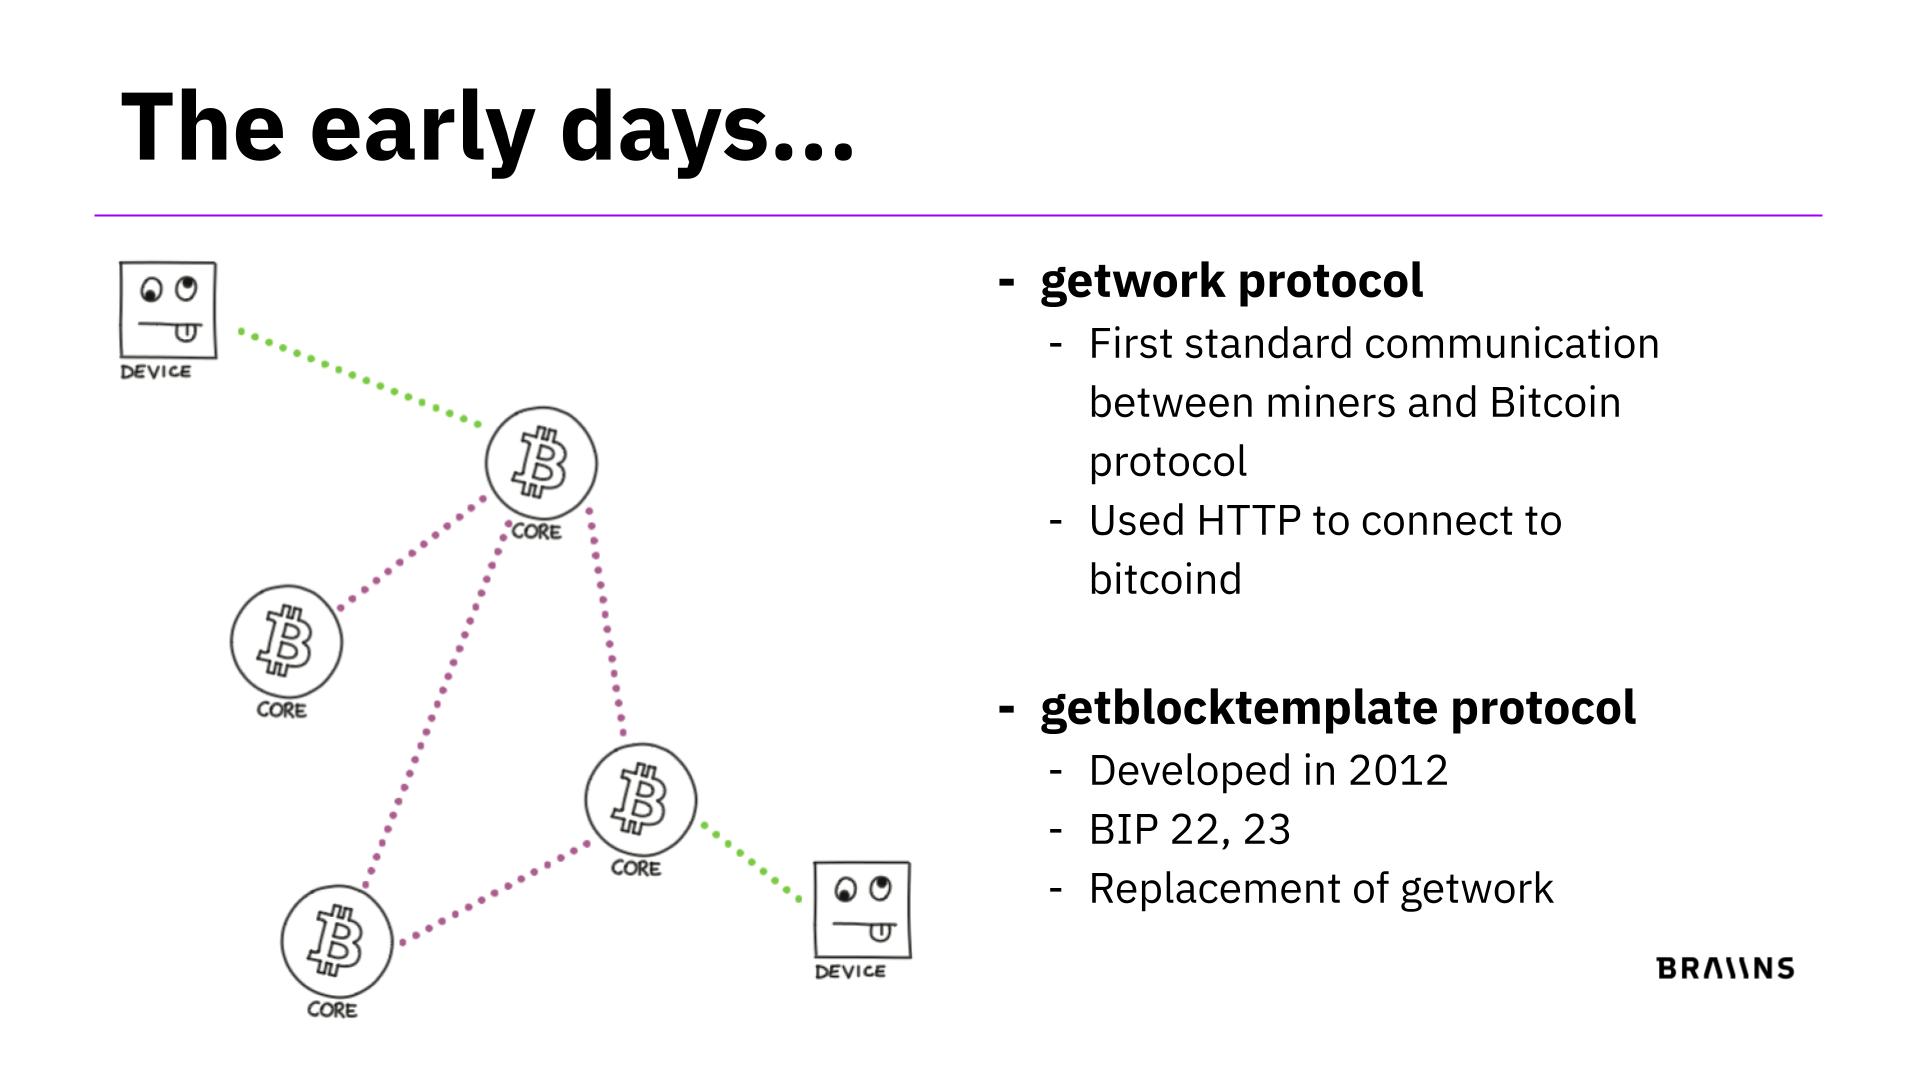 The early days...
DEVICE
CORE
CORE
CORE
DEVICE
CORE
- getwork protocol
- First standard communication
between miners and Bitcoin
protocol
- Used HTTP to connect to
bitcoind
- getblocktemplate protocol
- Developed in 2012
- BIP 22, 23
- Replacement of getwork
BRAIINS